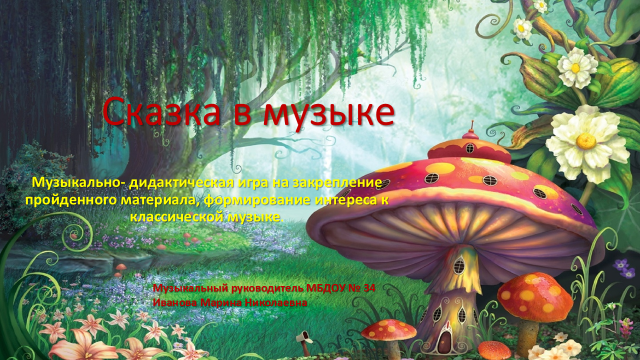 Сказка в музыке
Музыкально- дидактическая игра на закрепление
пройденного материала, формирование интереса к
классической музыке.
Музыкальный руководитель МБДОУ № 34
Иванова Марина Николаевна